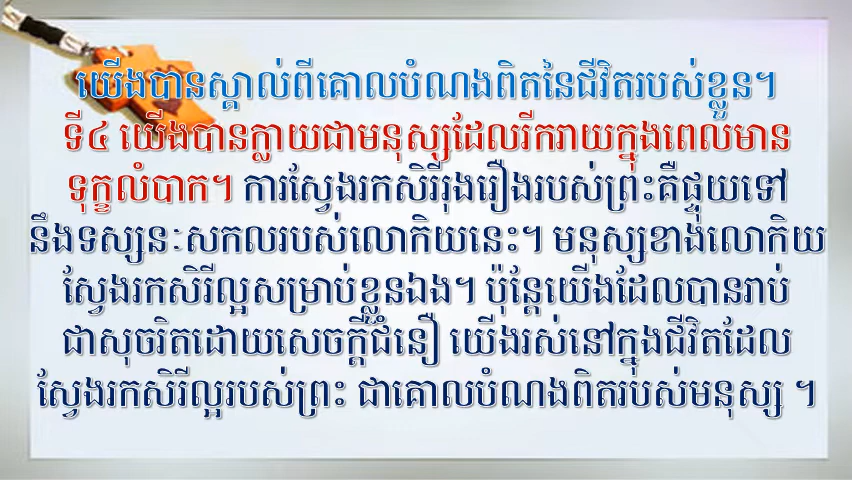 យើងបានស្គាល់ពីគោលបំណងពិតនៃជីវិតរបស់ខ្លួន។
ទី៤ យើងបានក្លាយជាមនុស្សដែលរីករាយក្នុងពេលមាន
ទុក្ខលំបាក។ ការស្វែងរកសិរីរុងរឿងរបស់ព្រះគឺផ្ទុយទៅ
នឹងទស្សនៈសកលរបស់លោកិយនេះ។ មនុស្សខាងលោកិយ
ស្វែងរកសិរីល្អសម្រាប់ខ្លួនឯង។ ប៉ុន្តែយើងដែលបានរាប់
ជាសុចរិតដោយសេចក្តីជំនឿ យើងរស់នៅក្នុងជីវិតដែល
ស្វែងរកសិរីល្អរបស់ព្រះ ជាគោលបំណងពិតរបស់មនុស្ស ។